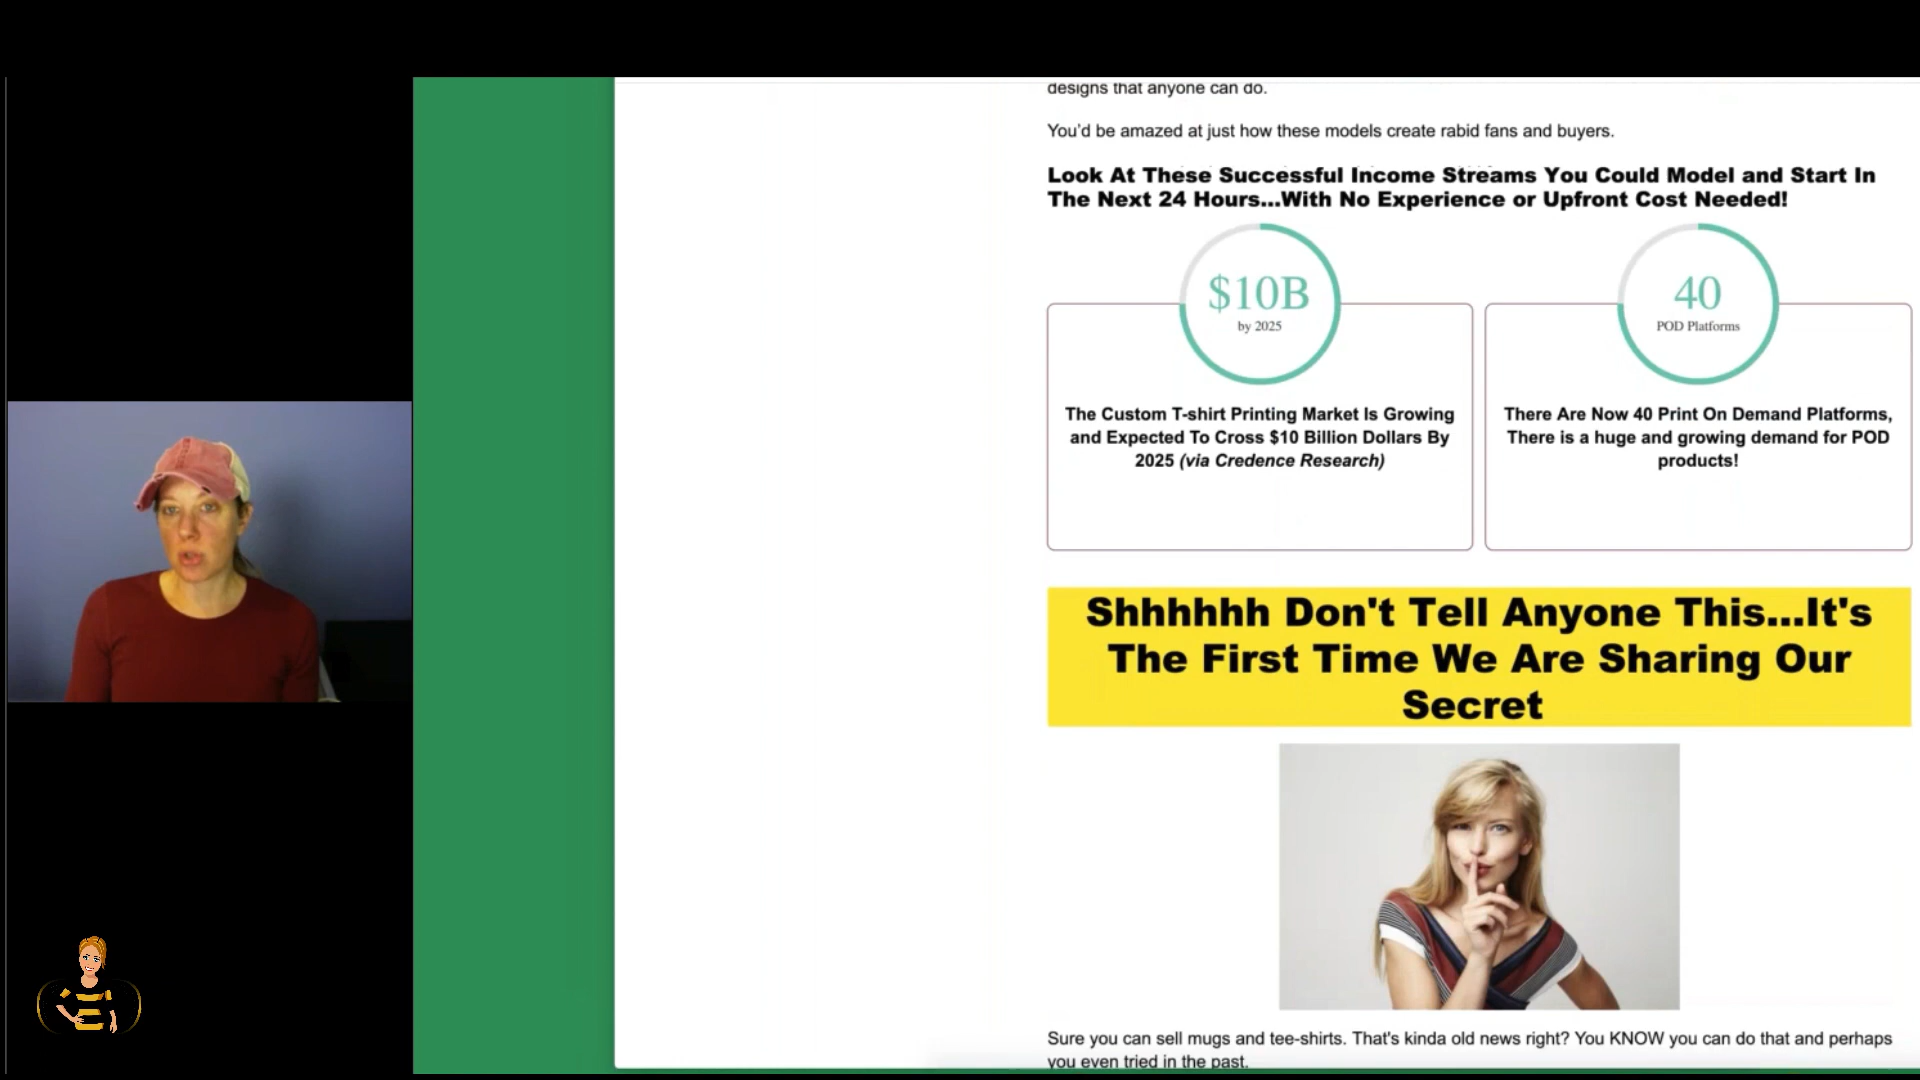 designs that anyone can do.
You'd be amazed at just how these models create rabid fans and buyers.
Look At These Successful Income Streams You Could Model and Start In
The Next 24 Hours...With No Experience or Upfront Cost Needed!
$10B
by 2025
The Custom T-shirt Printing Market Is Growing
and Expected To Cross $10 Billion Dollars By
2025 (via Credence Research)
40
POD Platforms
There Are Now 40 Print On Demand Platforms,
There is a huge and growing demand for POD
products!
Shhhhhh Don't Tell Anyone This...It's
The First Time We Are Sharing Our
Secret
Sure you can sell mugs and tee-shirts. That's kinda old news right? You KNOW you can do that and perhaps
you even tried in the past.